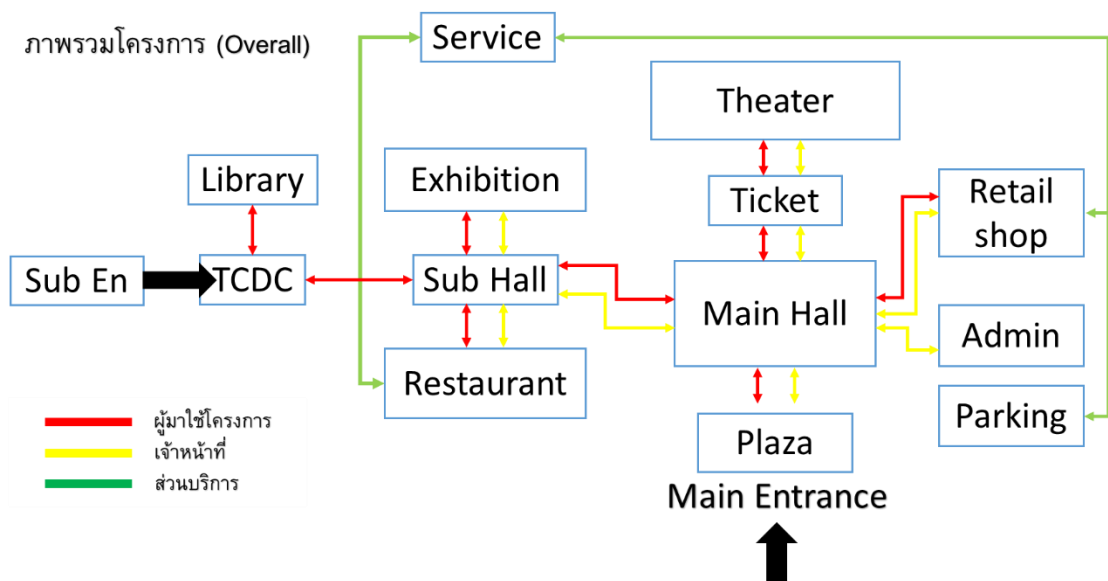 ภาพรวมโครงการ (Overall)
Service
Theater
Library
Exhibition
Ticket
Retail
shop
Sub En
TCDC
Sub Hall
Main Hall
Admin
Restaurant
Parking
ผู้มาใช้โครงการ
เจ้าหน้าที่
ส่วนบริการ
Plaza
Main Entrance